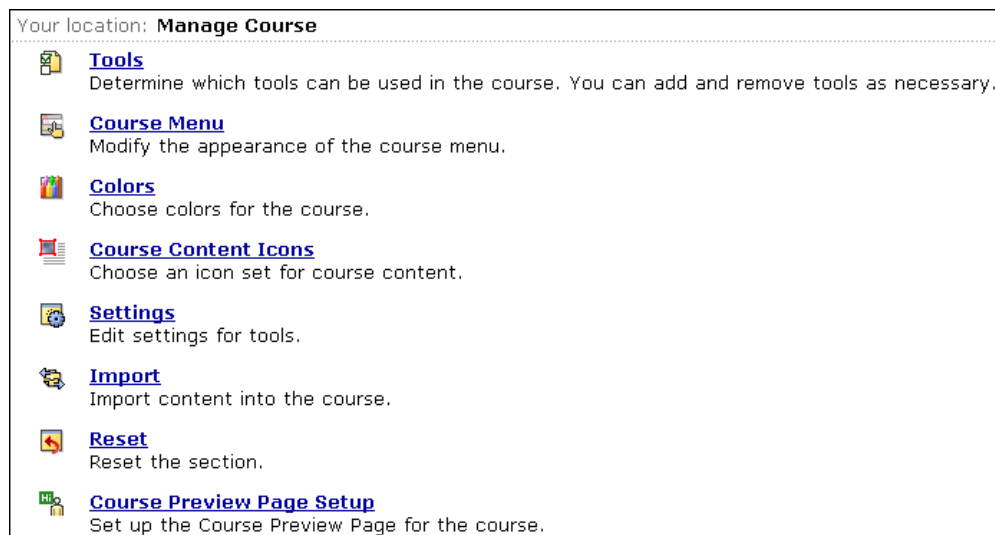 Your location: Manage Course
Tools
Determine which tools can be used in the course. You can add and remove tools as necessary.
Course Menu
Modify the appearance of the course menu.
Colors
Choose colors for the course.
Course Content Icons
Choose an icon set for course content.
Settings
Edit settings for tools.
Import
Import content into the course.
Reset
Reset the section.
Hi
Course Preview Page Setup
Set up the Course Preview Page for the course.